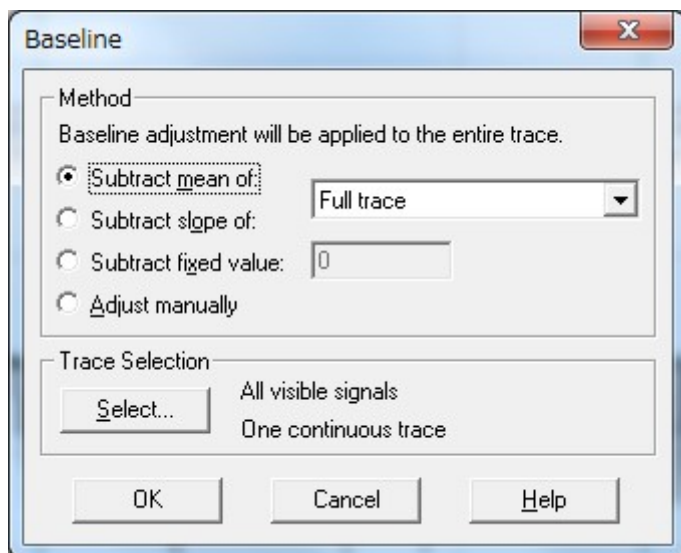 Baseline
Method
Baseline adjustment will be applied to the entire trace.
Subtract mean of:
Full trace
Subtract slope of:
Subtract fixed value:
0
Adjust manually
Trace Selection
Select...
All visible signals
One continuous trace
OK
Cancel
Help